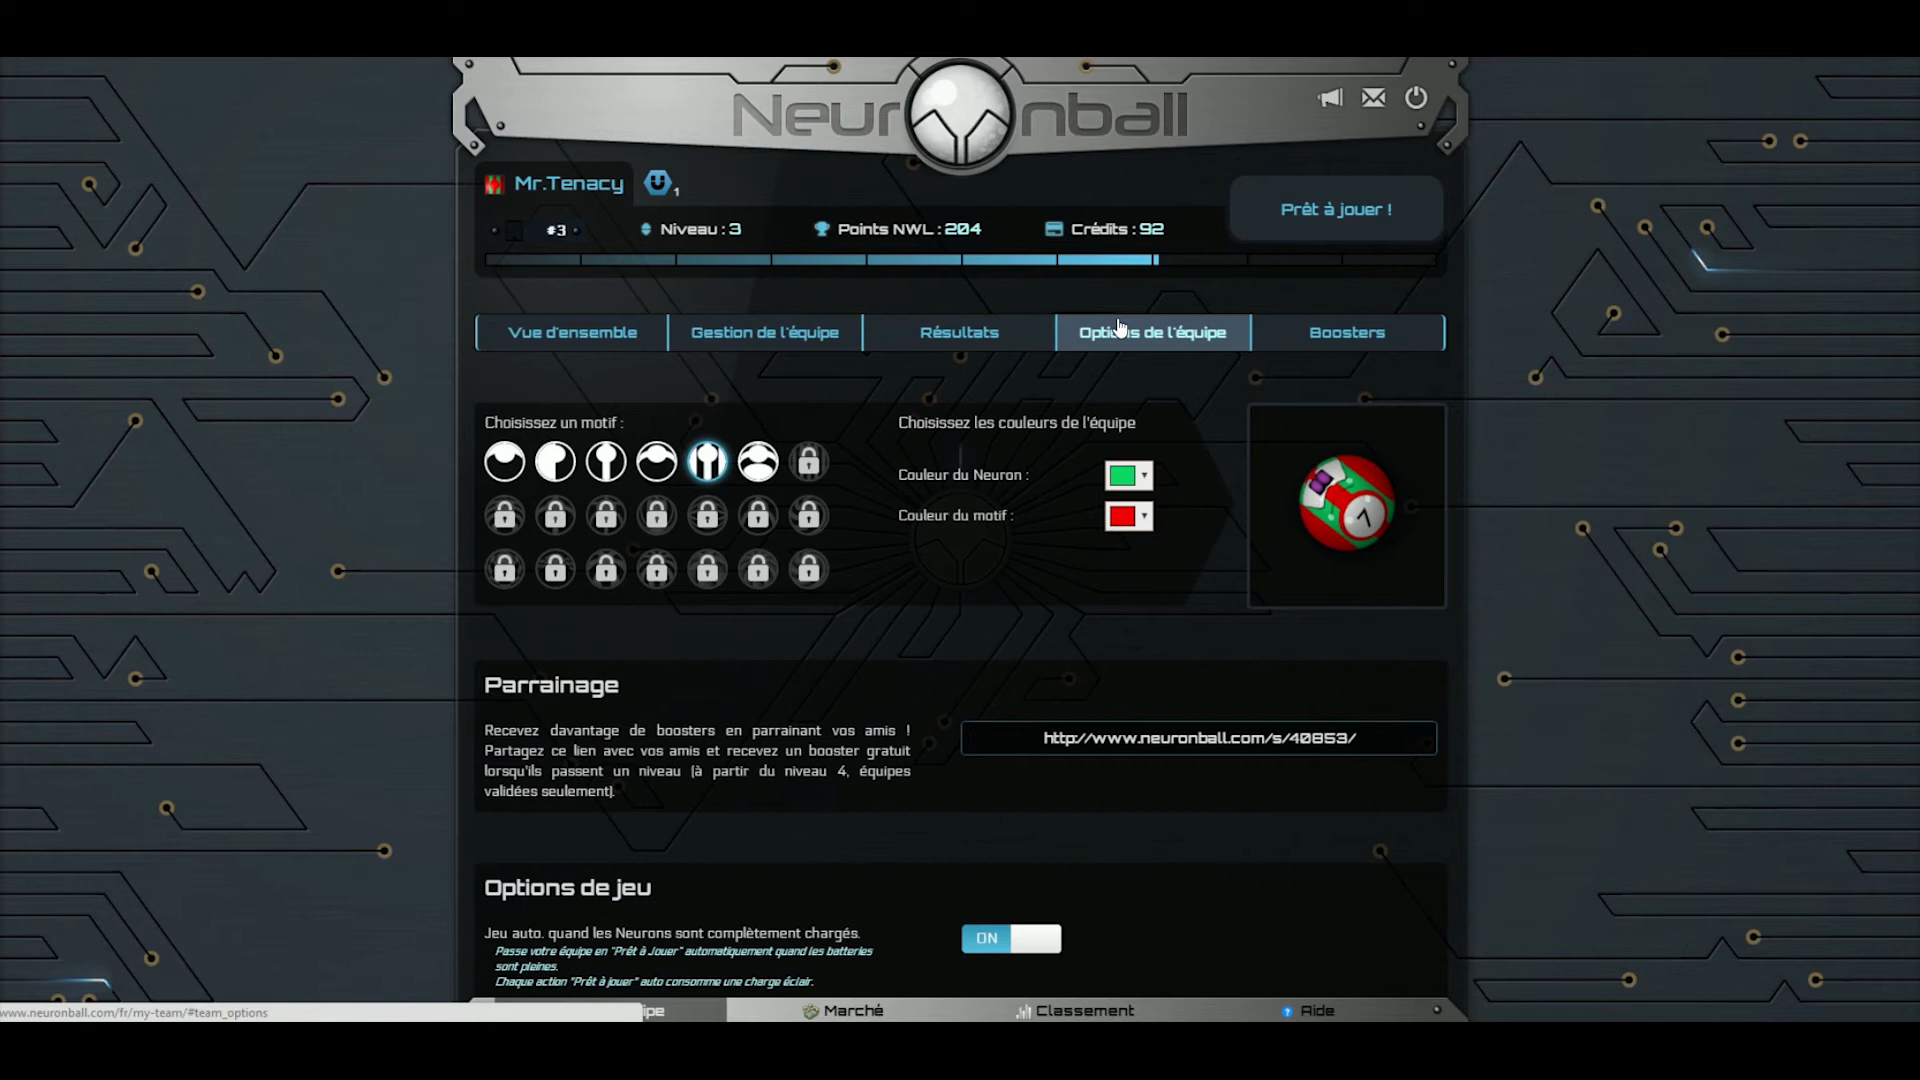 Neuronball
Mr.Tenacy 1
#3 Niveau : 3 Points NWL : 204 Crédits : 92
Prêt à jouer !
Vue d'ensemble Gestion de l'équipe Résultats Options de l'équipe Boosters
Choisissez un motif :
Choisissez les couleurs de l'équipe
Couleur du Neuron :
Couleur du motif :
Parrainage
Recevez davantage de boosters en parrainant vos amis !
Partagez ce lien avec vos amis et recevez un booster gratuit
lorsqu'ils passent un niveau (à partir du niveau 4, équipes
validées seulement).
http://www.neuronball.com/s/40853/
Options de jeu
Jeu auto. quand les Neurons sont complètement chargés.
Passe votre équipe en "Prêt à Jouer" automatiquement quand les batteries
sont pleines.
Chaque action "Prêt à jouer" auto consomme une charge éclair.
ON
www.neuronball.com/fr/my-team/#team_options
ipe Marché Classement ? Aide